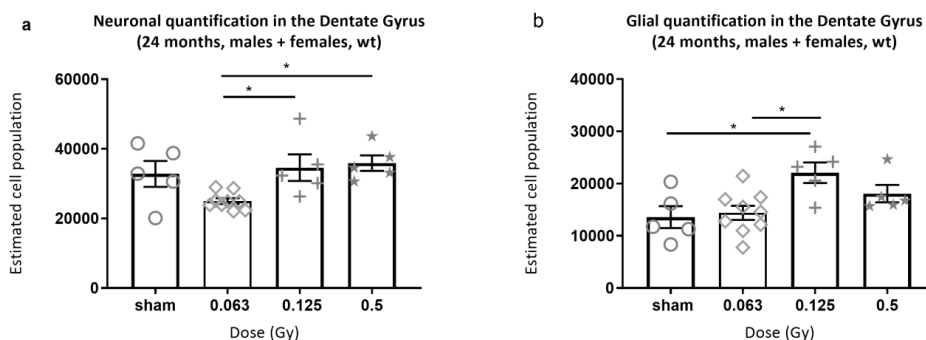 a
Neuronal quantification in the Dentate Gyrus
(24 months, males + females, wt)
Estimated cell population
60000
40000
20000
0
*
*
sham 0.063 0.125 0.5
Dose (Gy)
b
Glial quantification in the Dentate Gyrus
(24 months, males + females, wt)
Estimated cell population
40000
30000
20000
10000
0
*
*
sham 0.063 0.125 0.5
Dose (Gy)